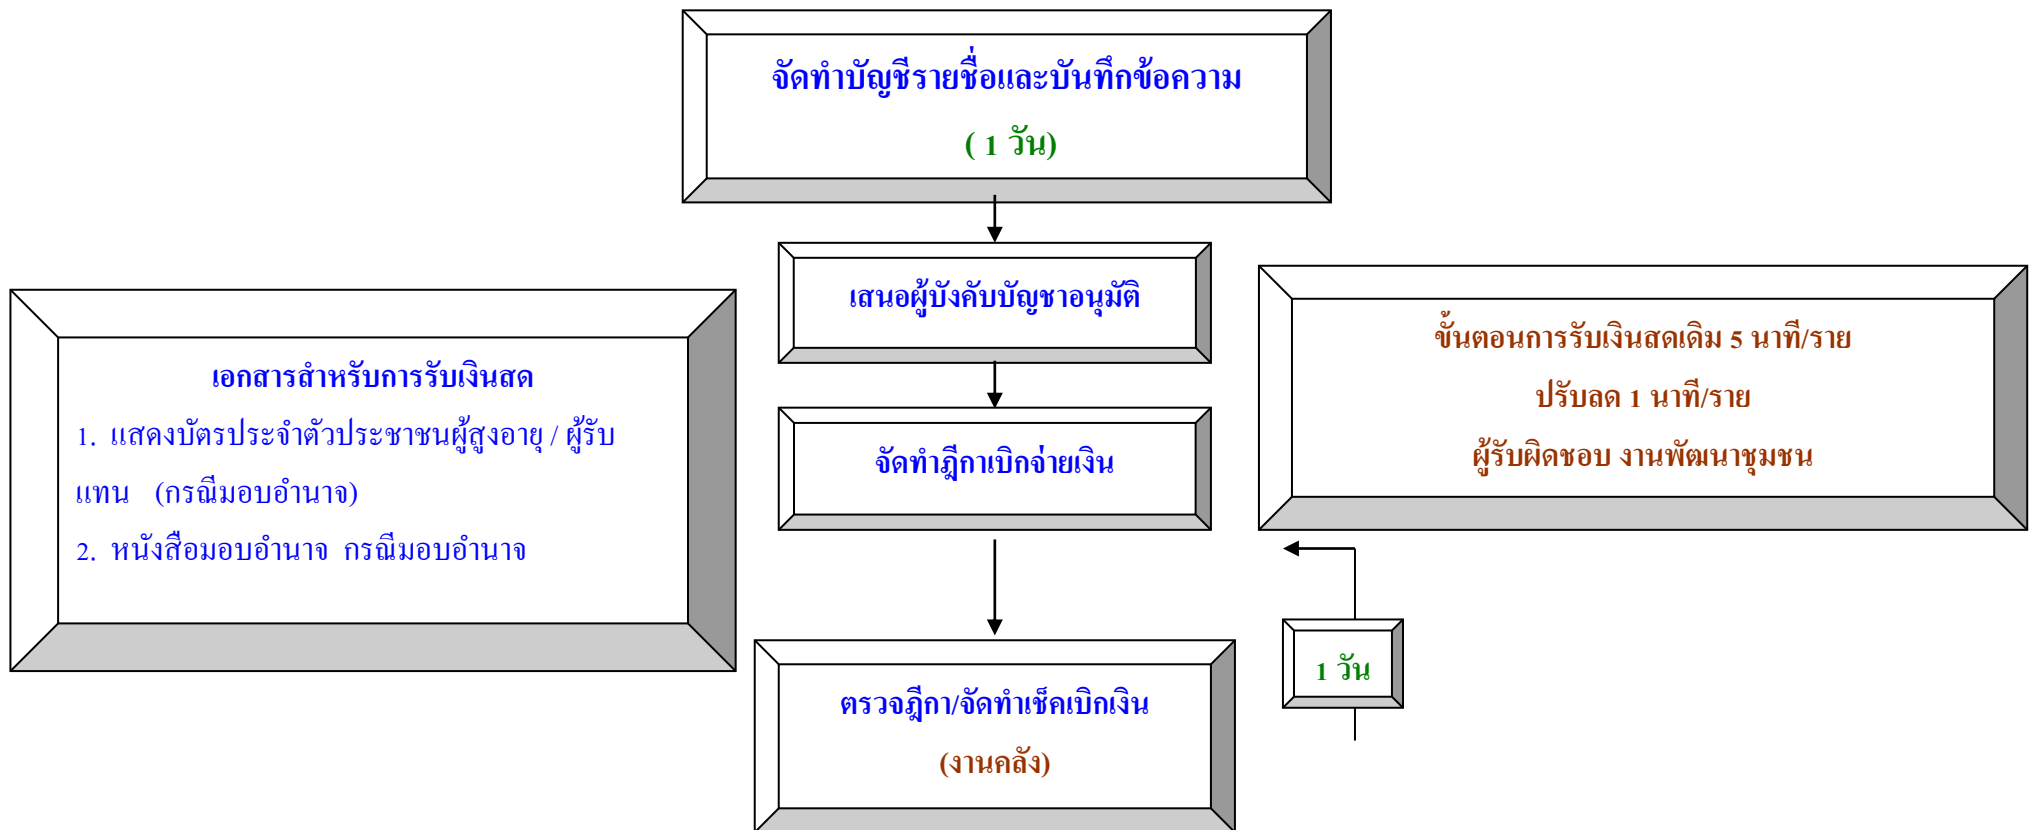 จัดทำบัญชีรายชื่อและบันทึกข้อความ
( 1 วัน)
เสนอผู้บังคับบัญชาอนุมัติ
เอกสารสำหรับการรับเงินสด
1. แสดงบัตรประจำตัวประชาชนผู้สูงอายุ / ผู้รับ
แทน (กรณีมอบอำนาจ)
2. หนังสือมอบอำนาจ กรณีมอบอำนาจ
จัดทำฎีกาเบิกจ่ายเงิน
ขั้นตอนการรับเงินสดเดิม 5 นาที/ราย
ปรับลด 1 นาที/ราย
ผู้รับผิดชอบ งานพัฒนาชุมชน
1 วัน
ตรวจฎีกา/จัดทำเช็คเบิกเงิน
(งานคลัง)